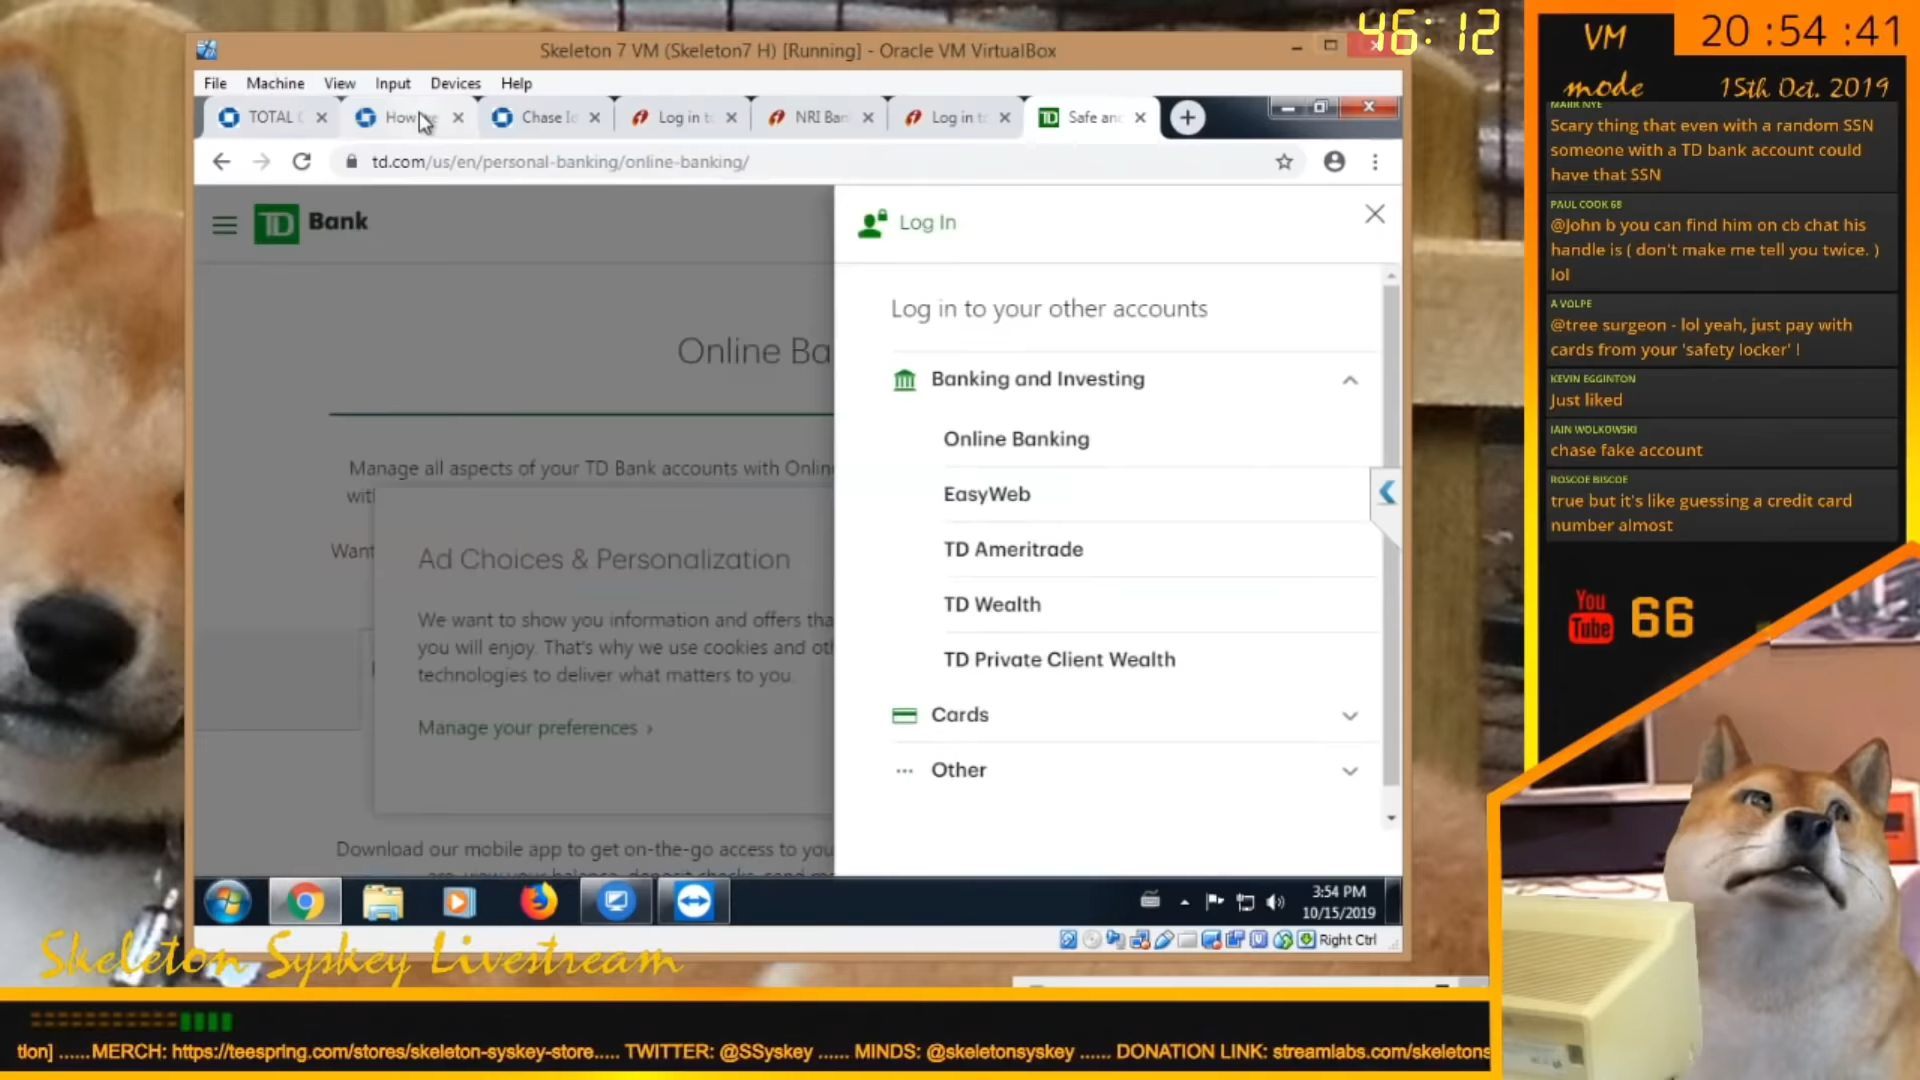 Skeleton 7 VM (Skeleton7 H) [Running] - Oracle VM VirtualBox
46:12
File Machine View Input Devices Help
TOTAL
How
Chase
Log in
NRI Ban
Log in
Safe and
td.com/us/en/personal-banking/online-banking/
TD Bank
Online Ba
Manage all aspects of your TD Bank accounts with Onlin
with
Want
Ad Choices & Personalization
We want to show you information and offers tha
you will enjoy. That's why we use cookies and oth
technologies to deliver what matters to you.
Manage your preferences ›
Download our mobile app to get on-the-go access to you
Log In
Log in to your other accounts
Banking and Investing
Online Banking
EasyWeb
TD Ameritrade
TD Wealth
TD Private Client Wealth
Cards
Other
3:54 PM
10/15/2019
Right Ctrl
VM
mode
20:54:41
15th Oct. 2019
MARK NYE
Scary thing that even with a random SSN
someone with a TD bank account could
have that SSN
PAUL COOK 68
@John b you can find him on cb chat his
handle is ( don't make me tell you twice. )
lol
A VOLPE
@tree surgeon - lol yeah, just pay with
cards from your 'safety locker' !
KEVIN EGGINTON
Just liked
IAIN WOLKOWSKI
chase fake account
ROSCOE BISCOE
true but it's like guessing a credit card
number almost
You
Tube
66
Skeleton Syskey Livestream
tion] ......MERCH: https://teespring.com/stores/skeleton-syskey-store..... TWITTER: @SSyskey ...... MINDS: @skeletonsyskey ...... DONATION LINK: streamlabs.com/skeletons